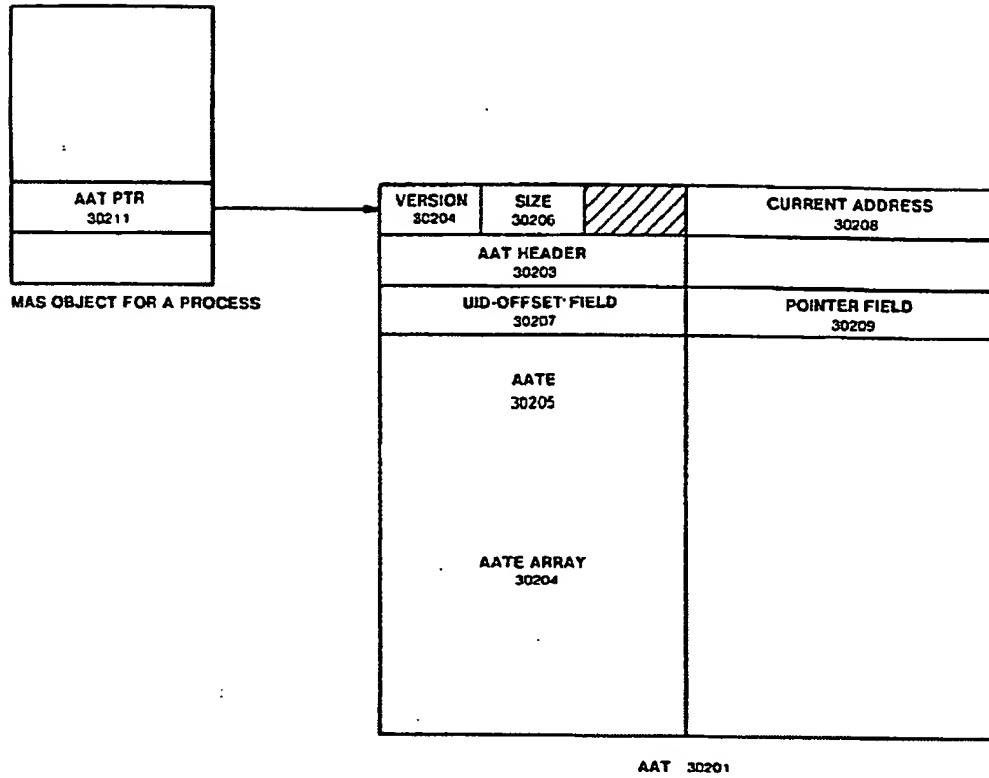 AAT PTR
30211
MAS OBJECT FOR A PROCESS
VERSION
30204
SIZE
30206
CURRENT ADDRESS
30208
AAT HEADER
30203
UID-OFFSET FIELD
30207
POINTER FIELD
30209
AATE
30205
AATE ARRAY
30204
AAT 30201